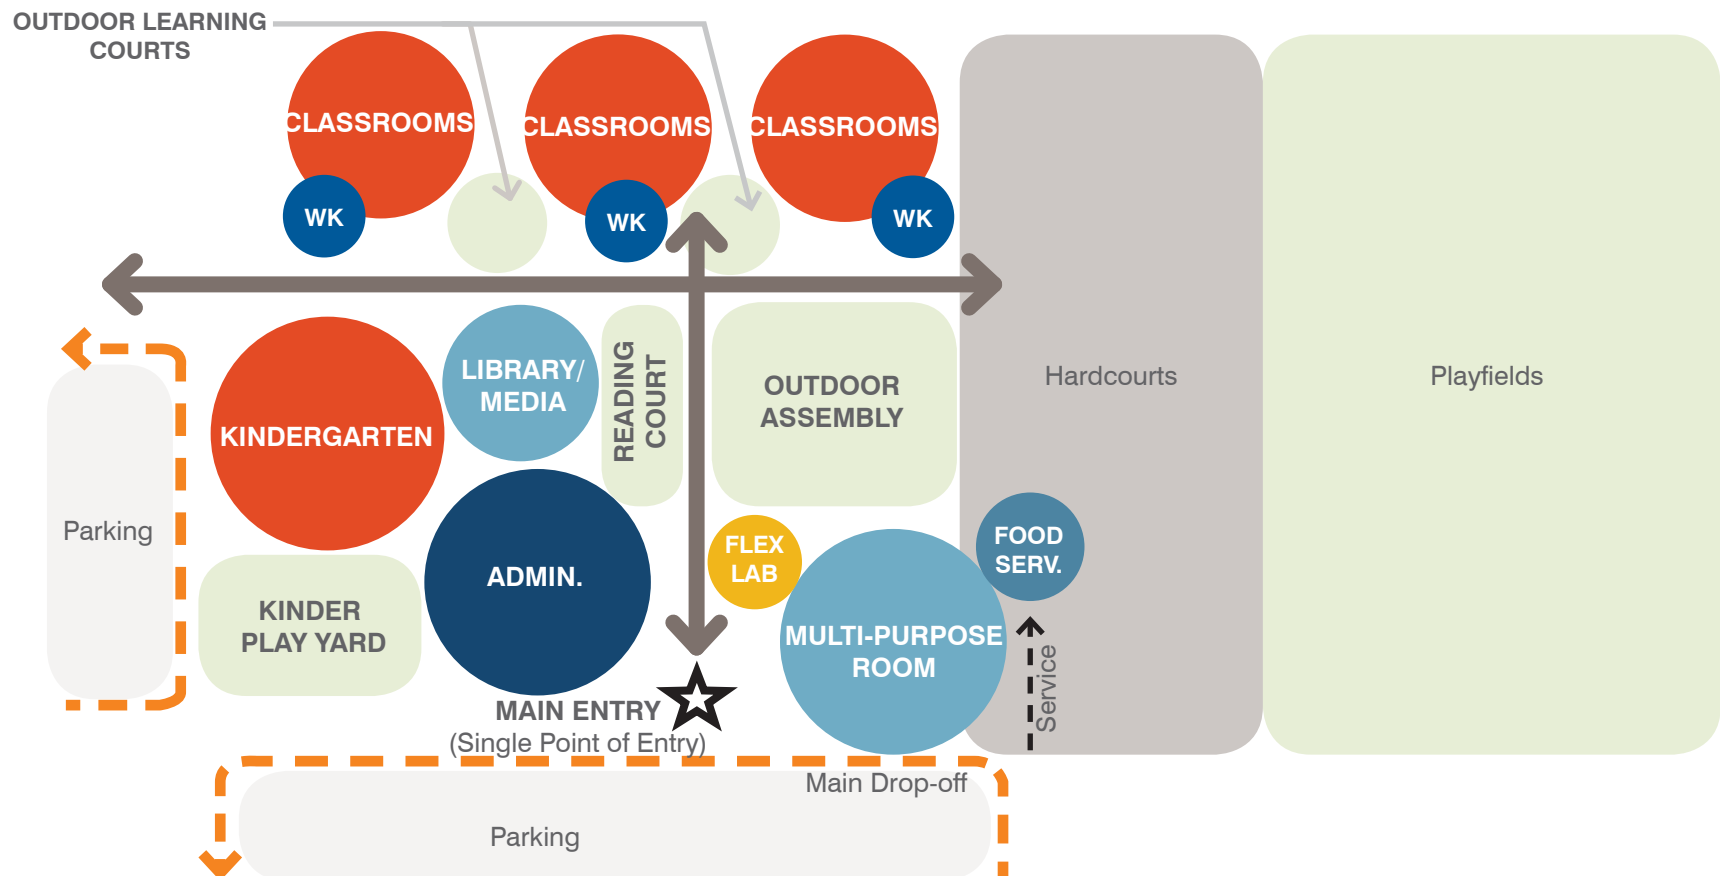 OUTDOOR LEARNING
COURTS
CLASSROOMS
CLASSROOMS
CLASSROOMS
WK
WK
WK
LIBRARY/
MEDIA
READING
COURT
OUTDOOR
ASSEMBLY
Hardcourts
Playfields
KINDERGARTEN
Parking
FLEX
LAB
FOOD
SERV.
ADMIN.
KINDER
PLAY YARD
MULTI-PURPOSE
ROOM
Service
MAIN ENTRY
(Single Point of Entry)
Main Drop-off
Parking